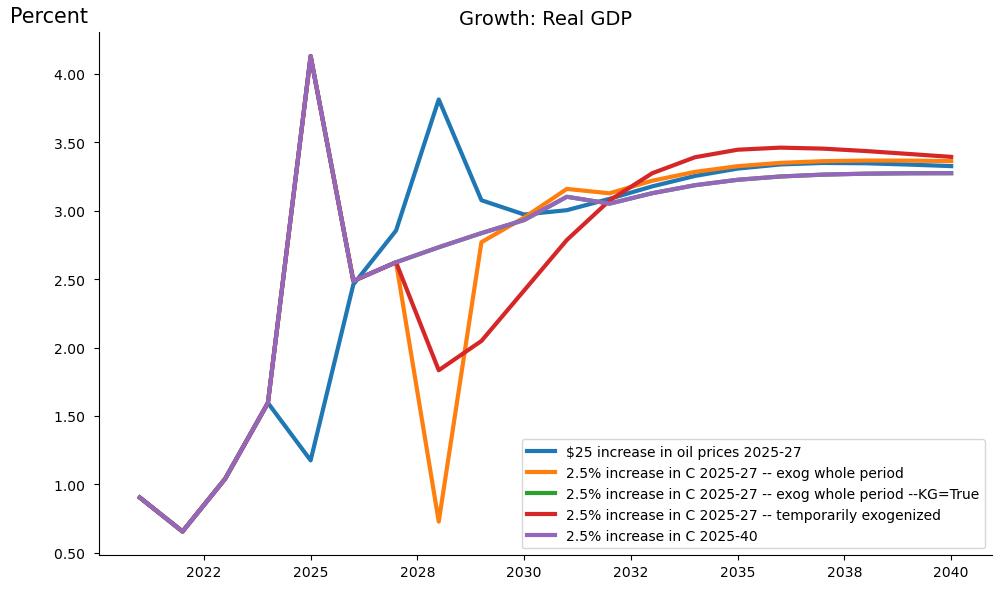 Percent
Growth: Real GDP
4.00
3.50
3.00
2.50
2.00
1.50
1.00
0.50
$25 increase in oil prices 2025-27
2.5% increase in C 2025-27 -- exog whole period
2.5% increase in C 2025-27 -- exog whole period --KG=True
2.5% increase in C 2025-27 -- temporarily exogenized
2.5% increase in C 2025-40
2022 2025 2028 2030 2032 2035 2038 2040